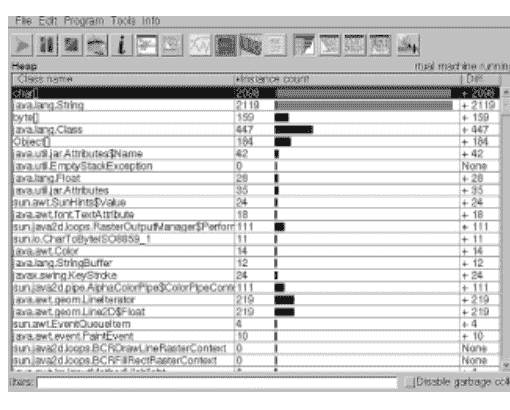 File Edit Program Tools Info
Heap rtual machine runnin
Class name Instance count Diff
char[] 2098 + 2098
java.lang.String 2119 + 2119
byte[] 159 + 159
java.lang.Class 447 + 447
Object[] 184 + 184
java.util.jar.Attributes$Name 42 + 42
java.util.EmptyStackException 0 None
java.lang.Float 28 + 28
java.util.jar.Attributes 35 + 35
sun.awt.SunHints$Value 24 + 24
java.awt.font.TextAttribute 18 + 18
sun.java2d.loops.RasterOutputManager$Perforr 111 + 111
sun.io.CharToByteISO8859_1 11 + 11
java.awt.Color 14 + 14
java.lang.StringBuffer 12 + 12
javax.swing.KeyStroke 24 + 24
sun.java2d.pipe.AlphaColorPipe$ColorPipeConte 111 + 111
java.awt.geom.LineIterator 219 + 219
java.awt.geom.Line2D$Float 219 + 219
sun.awt.EventQueueItem 4 + 4
java.awt.event.PaintEvent 10 + 10
sun.java2d.loops.BCRDrawLineRasterContext 0 None
sun.java2d.loops.BCRFillRectRasterContext 0 None
Disable garbage coll